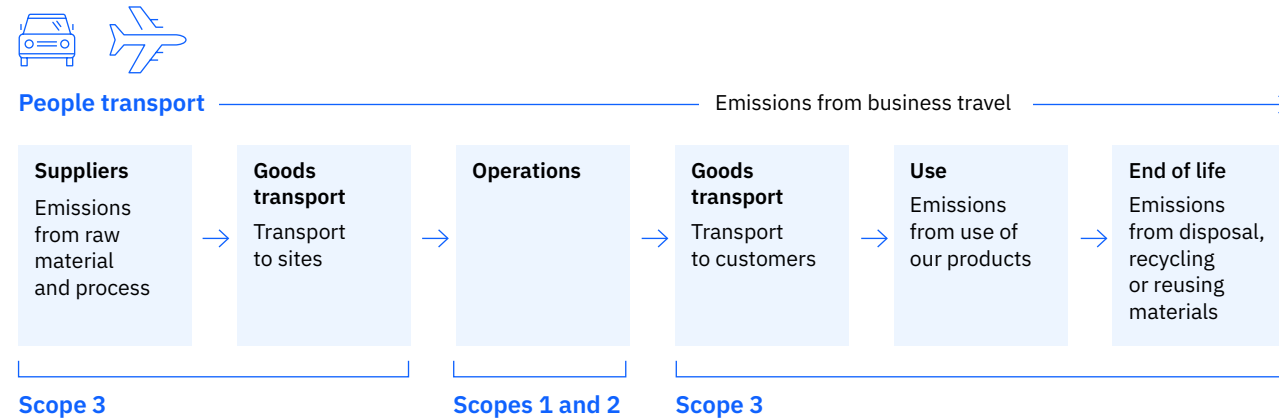 People transport
Emissions from business travel
Suppliers
Emissions
from raw
material
and process
Goods
transport
Transport
to sites
Operations
Goods
transport
Transport
to customers
Use
Emissions
from use of
our products
End of life
Emissions
from disposal,
recycling
or reusing
materials
Scope 3
Scopes 1 and 2
Scope 3